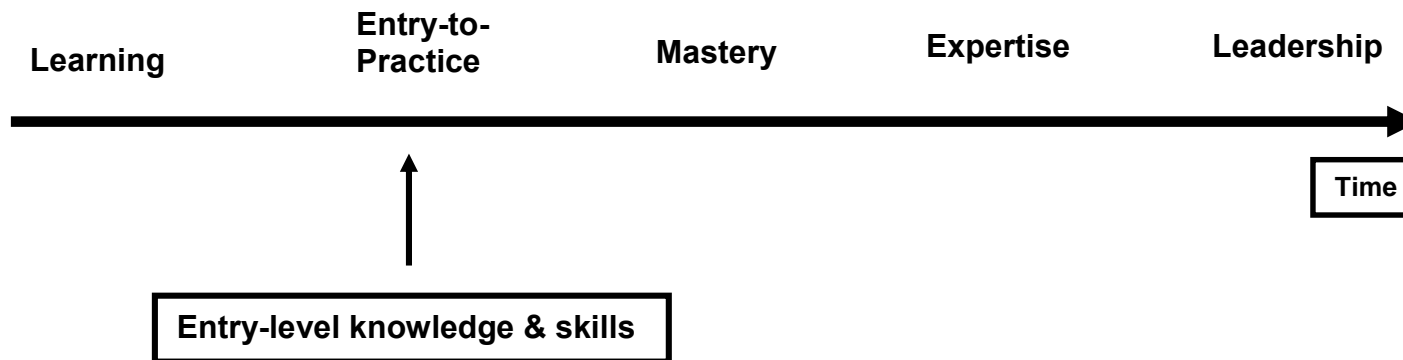 Learning
Entry-to-
Practice
Mastery
Expertise
Leadership
Time
Entry-level knowledge & skills